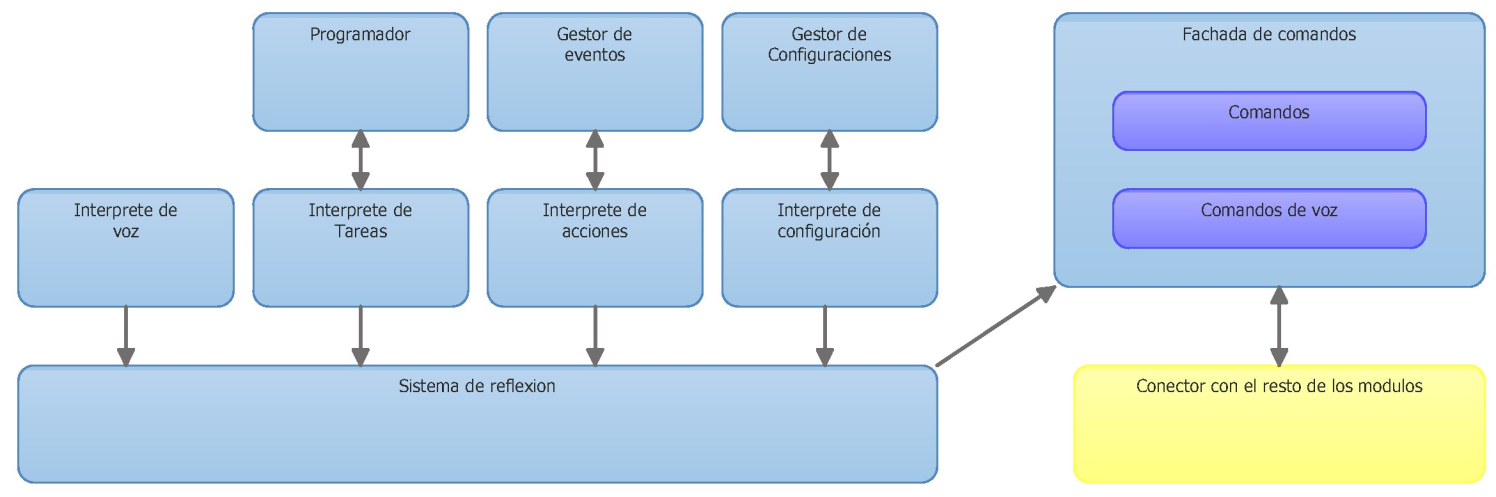 Programador
Gestor de
eventos
Gestor de
Configuraciones
Fachada de comandos
Comandos
Comandos de voz
Interprete de
voz
Interprete de
Tareas
Interprete de
acciones
Interprete de
configuración
Sistema de reflexion
Conector con el resto de los modulos